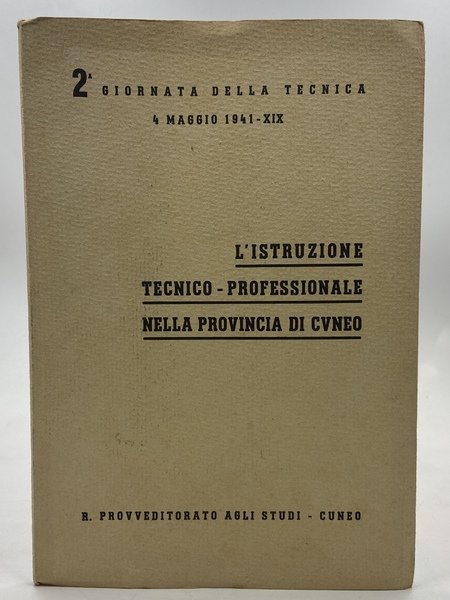 2ᴬ GIORNATA DELLA TECNICA
4 MAGGIO 1941-XIX
L'ISTRUZIONE
TECNICO-PROFESSIONALE
NELLA PROVINCIA DI CVNEO
R. PROVVEDITORATO AGLI STUDI - CUNEO